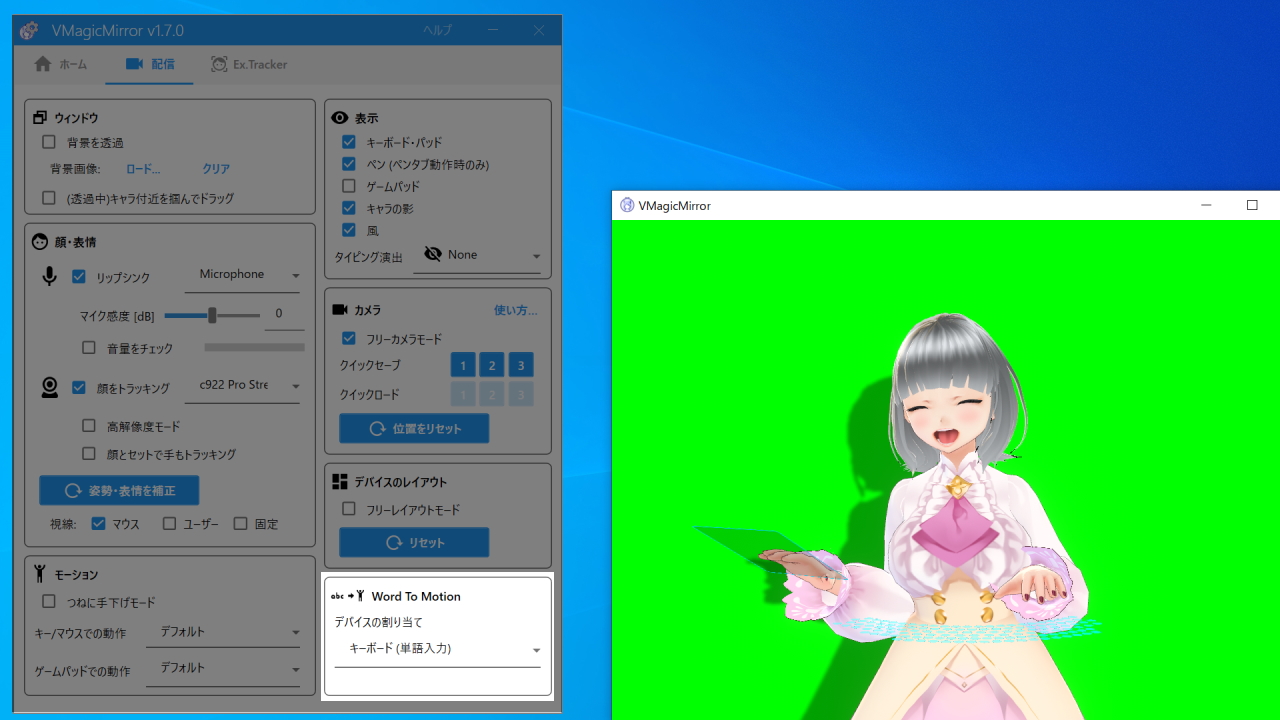 VMagicMirror v1.7.0
ヘルプ
ホーム
配信
Ex.Tracker
ウィンドウ
背景を透過
背景画像:
ロード...
クリア
(透過中)キャラ付近を掴んでドラッグ
顔・表情
リップシンク
Microphone
マイク感度 [dB]
0
音量をチェック
顔をトラッキング
c922 Pro Stre
高解像度モード
顔とセットで手もトラッキング
姿勢・表情を補正
視線:
マウス
ユーザー
固定
モーション
つねに手下げモード
キー/マウスでの動作
デフォルト
ゲームパッドでの動作
デフォルト
表示
キーボード・パッド
ペン (ペンタブ動作時のみ)
ゲームパッド
キャラの影
風
タイピング演出
None
カメラ
使い方...
フリーカメラモード
クイックセーブ
1 2 3
クイックロード
1 2 3
位置をリセット
デバイスのレイアウト
フリーレイアウトモード
リセット
abc
Word To Motion
デバイスの割り当て
キーボード (単語入力)
VMagicMirror